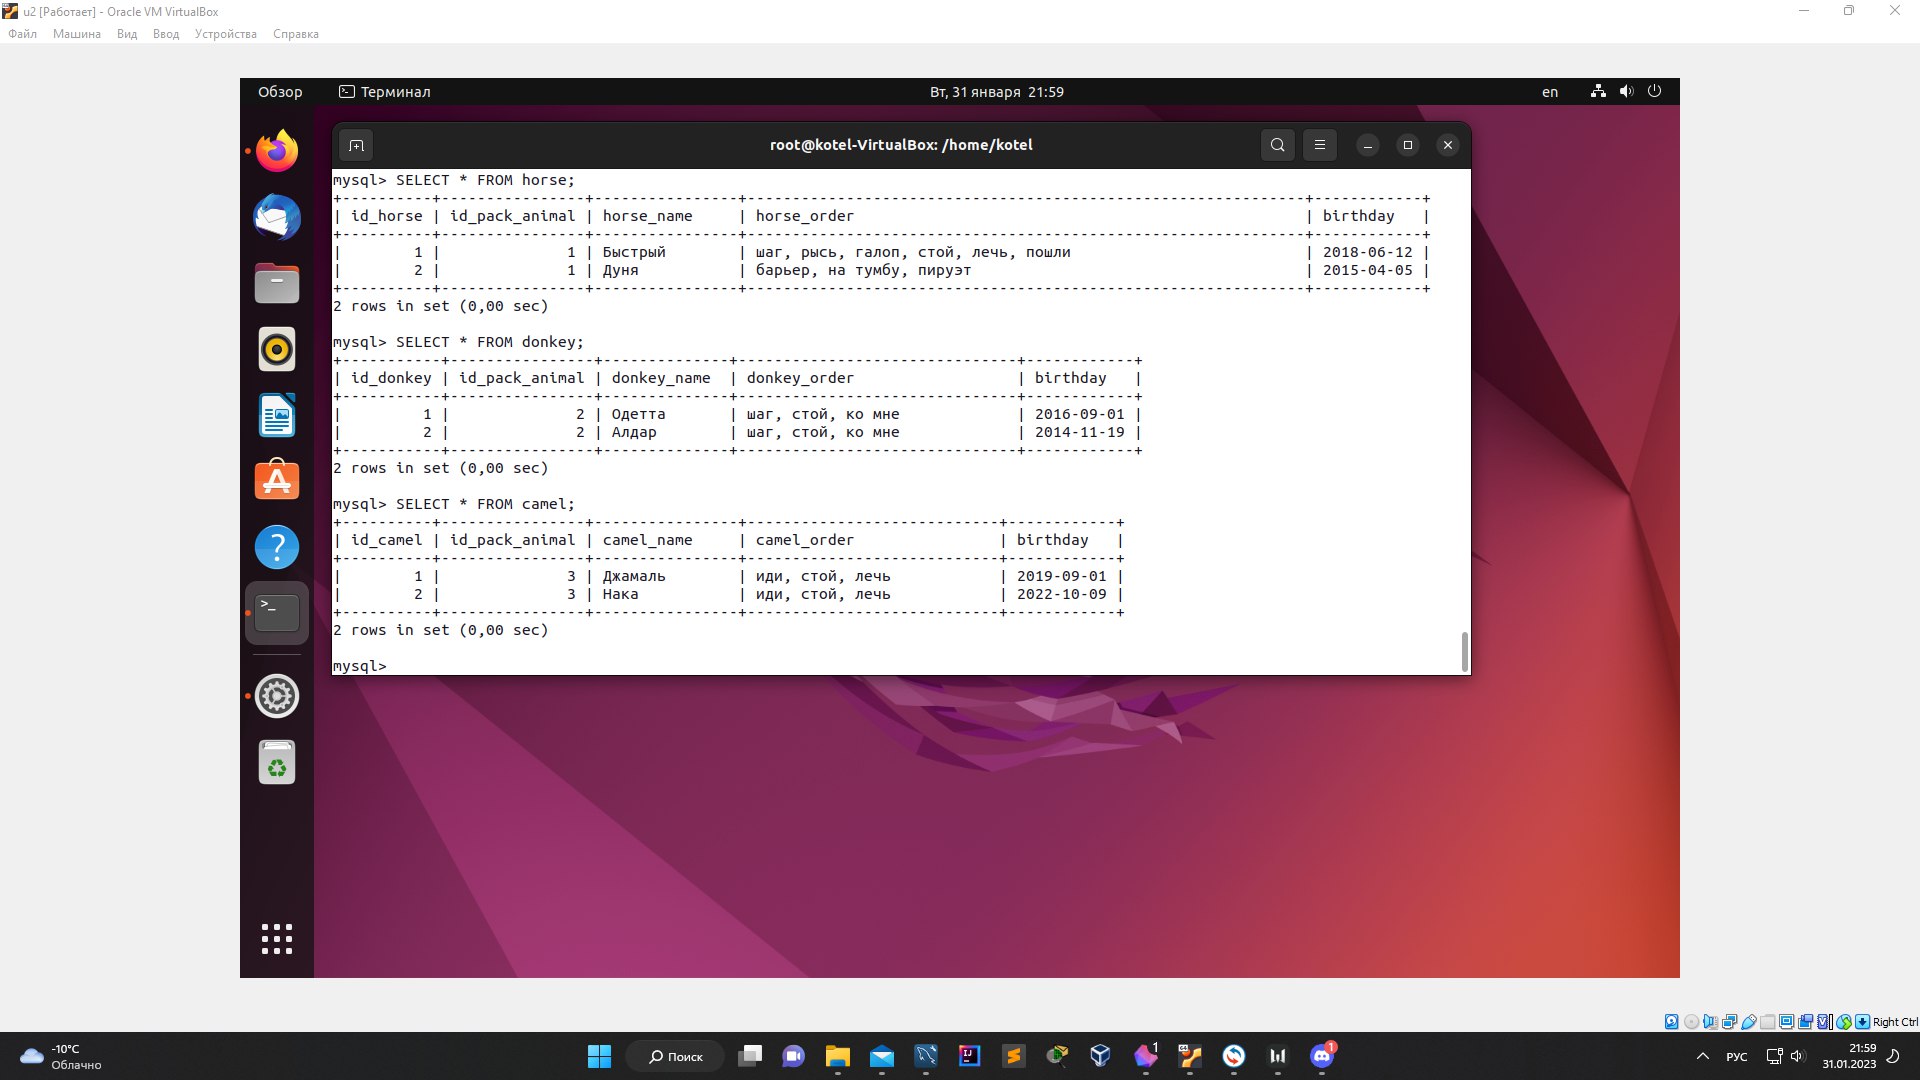 u2 [Работает] - Oracle VM VirtualBox
Файл Машина Вид Ввод Устройства Справка
Обзор Терминал Вт, 31 января 21:59 en
root@kotel-VirtualBox: /home/kotel
mysql> SELECT * FROM horse;
+----------+----------------+----------------+--------------------------------------------------------------+------------+
| id_horse | id_pack_animal | horse_name     | horse_order                                                  | birthday   |
+----------+----------------+----------------+--------------------------------------------------------------+------------+
|        1 |              1 | Быстрый        | шаг, рысь, галоп, стой, лечь, пошли                          | 2018-06-12 |
|        2 |              1 | Дуня           | барьер, на тумбу, пируэт                                     | 2015-04-05 |
+----------+----------------+----------------+--------------------------------------------------------------+------------+
2 rows in set (0,00 sec)
mysql> SELECT * FROM donkey;
+-----------+----------------+--------------+-------------------------------+------------+
| id_donkey | id_pack_animal | donkey_name  | donkey_order                  | birthday   |
+-----------+----------------+--------------+-------------------------------+------------+
|         1 |              2 | Одетта       | шаг, стой, ко мне             | 2016-09-01 |
|         2 |              2 | Алдар        | шаг, стой, ко мне             | 2014-11-19 |
+-----------+----------------+--------------+-------------------------------+------------+
2 rows in set (0,00 sec)
mysql> SELECT * FROM camel;
+----------+----------------+----------------+----------------------------+------------+
| id_camel | id_pack_animal | camel_name     | camel_order                | birthday   |
+----------+----------------+----------------+----------------------------+------------+
|        1 |              3 | Джамаль        | иди, стой, лечь            | 2019-09-01 |
|        2 |              3 | Нака           | иди, стой, лечь            | 2022-10-09 |
+----------+----------------+----------------+----------------------------+------------+
2 rows in set (0,00 sec)
mysql>
Right Ctrl
-10°C
Облачно
Поиск
1
1
РУС
21:59
31.01.2023